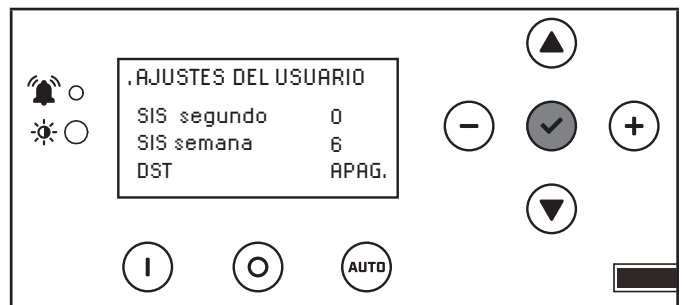 .AJUSTES DEL USUARIO
SIS segundo 0
SIS semana 6
DST APAG.
AUTO